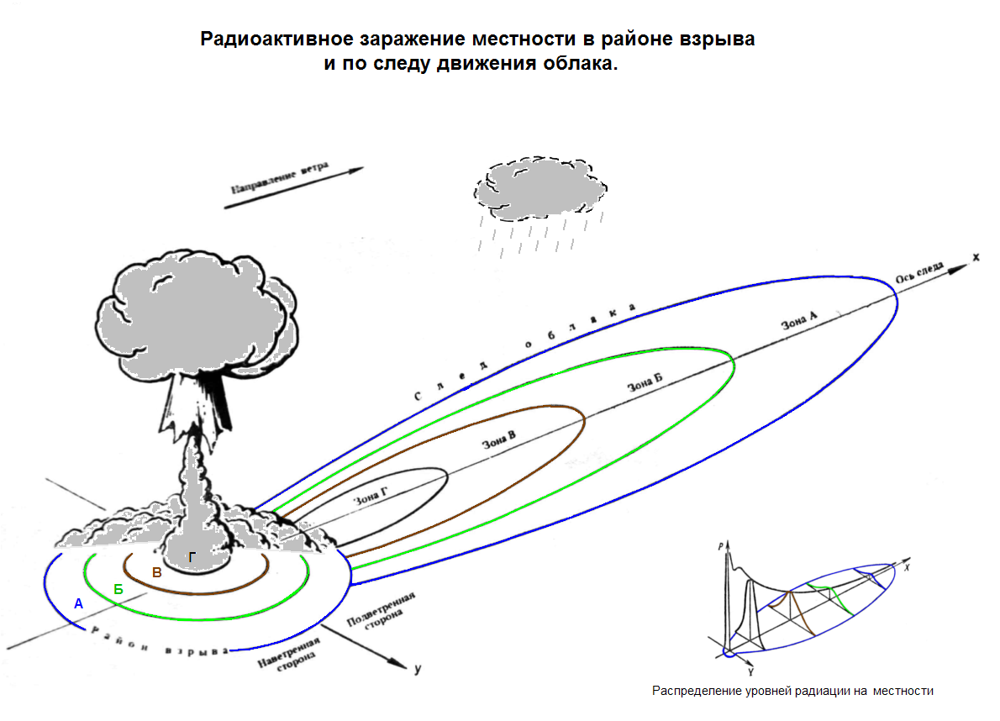 Радиоактивное заражение местности в районе взрыва
и по следу движения облака.
Направление ветра
След облака
Ось следа
х
Зона А
Зона Б
Зона В
Зона Г
Г
В
Б
А
Район взрыва
Подветренная
сторона
Наветренная
сторона
у
P
X
Y
Распределение уровней радиации на местности